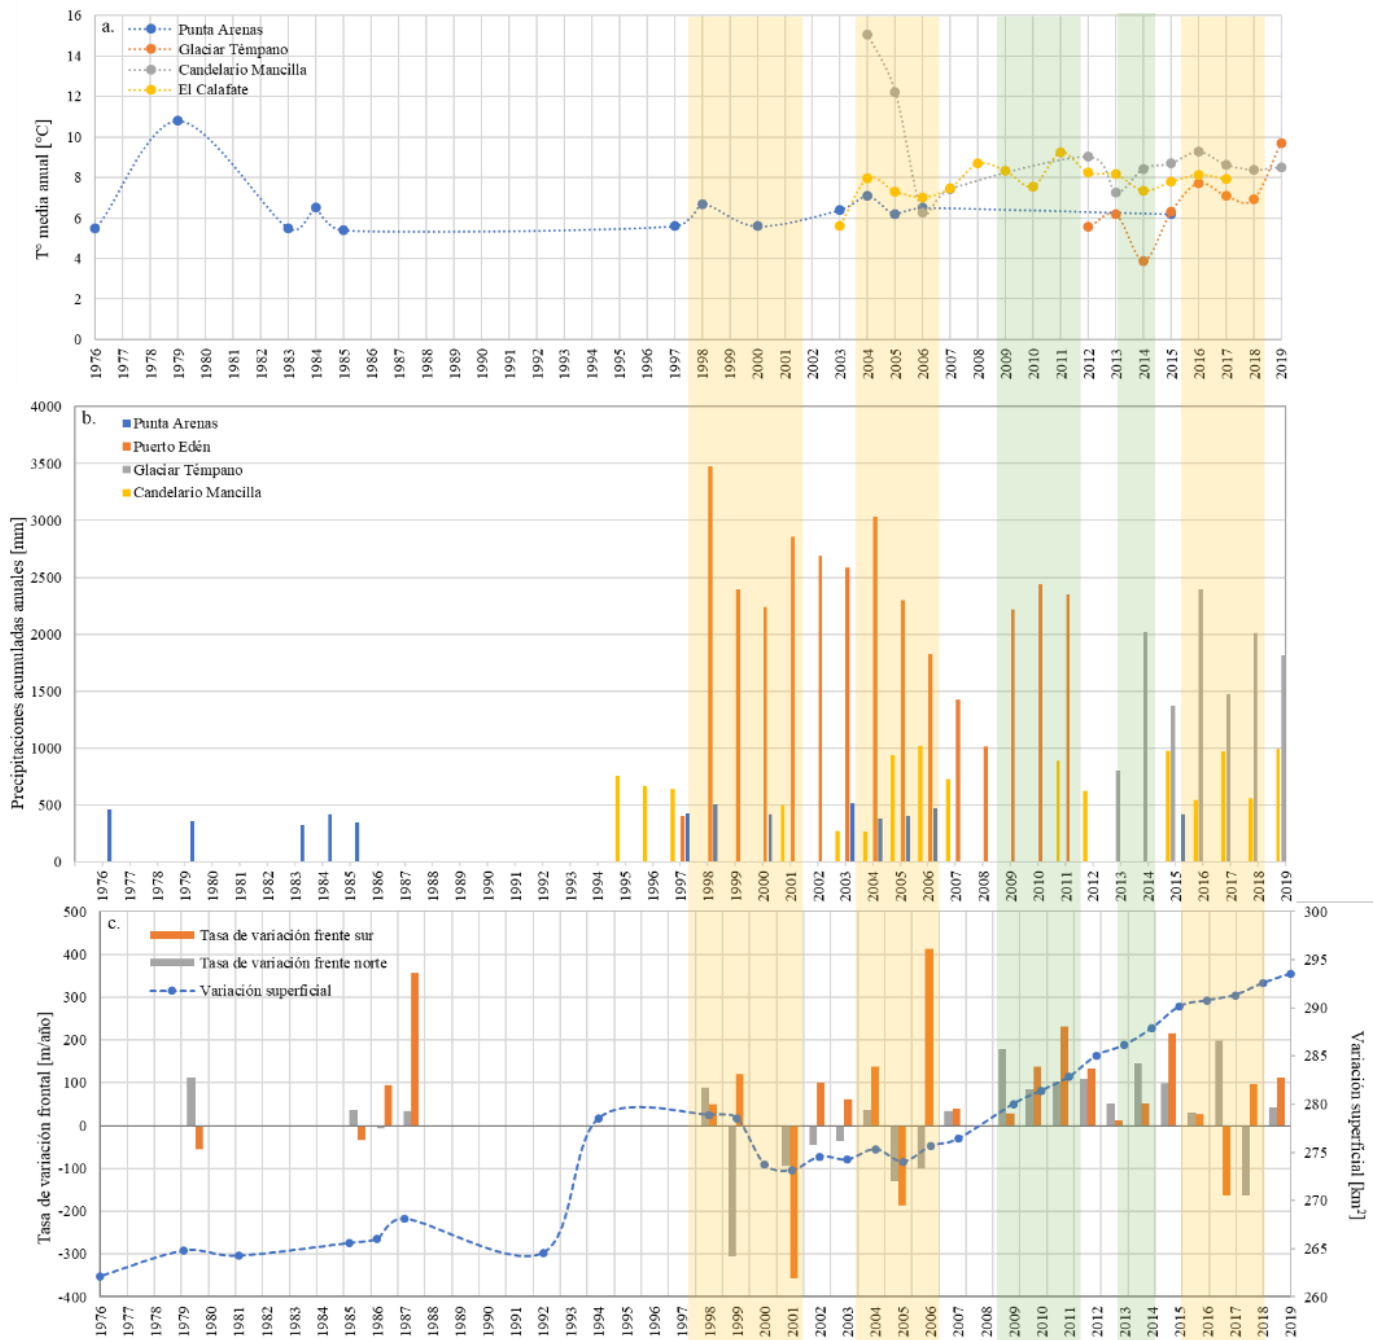 a.
Punta Arenas
Glaciar Témpano
Candelario Mancilla
El Calafate
T° media anual [°C]
16
14
12
10
8
6
4
2
0
1976 1977 1978 1979 1980 1981 1982 1983 1984 1985 1986 1987 1988 1989 1990 1991 1992 1993 1994 1995 1996 1997 1998 1999 2000 2001 2002 2003 2004 2005 2006 2007 2008 2009 2010 2011 2012 2013 2014 2015 2016 2017 2018 2019
b.
Punta Arenas
Puerto Edén
Glaciar Témpano
Candelario Mancilla
Precipitaciones acumuladas anuales [mm]
4000
3500
3000
2500
2000
1500
1000
500
0
1976 1977 1978 1979 1980 1981 1982 1983 1984 1985 1986 1987 1988 1989 1990 1991 1992 1993 1994 1995 1996 1997 1998 1999 2000 2001 2002 2003 2004 2005 2006 2007 2008 2009 2010 2011 2012 2013 2014 2015 2016 2017 2018 2019
c.
Tasa de variación frente sur
Tasa de variación frente norte
Variación superficial
Tasa de variación frontal [m/año]
500
400
300
200
100
0
-100
-200
-300
-400
300
295
290
285
280
275
270
265
260
Variación superficial [km²]
1976 1977 1978 1979 1980 1981 1982 1983 1984 1985 1986 1987 1988 1989 1990 1991 1992 1993 1994 1995 1996 1997 1998 1999 2000 2001 2002 2003 2004 2005 2006 2007 2008 2009 2010 2011 2012 2013 2014 2015 2016 2017 2018 2019